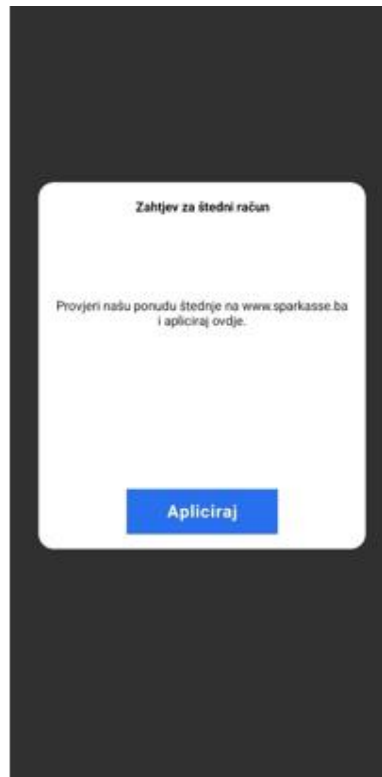 Zahtjev za štedni račun
Provjeri našu ponudu štednje na www.sparkasse.ba
i apliciraj ovdje.
Apliciraj